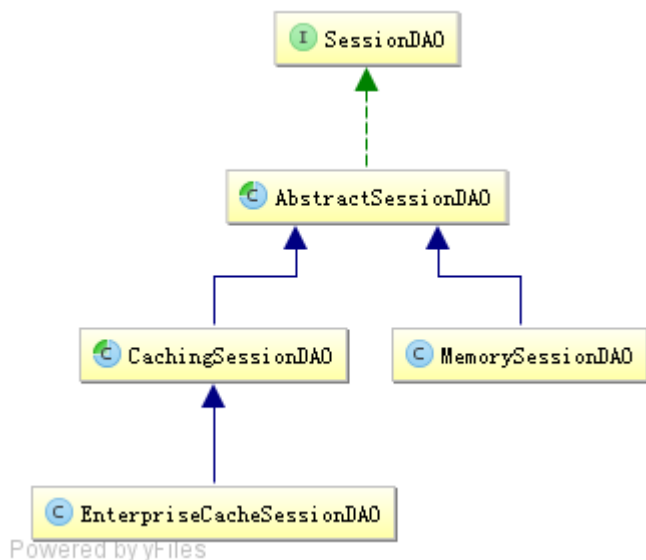 I SessionDAO
C AbstractSessionDAO
C CachingSessionDAO
C MemorySessionDAO
C EnterpriseCacheSessionDAO
Powered by yFiles